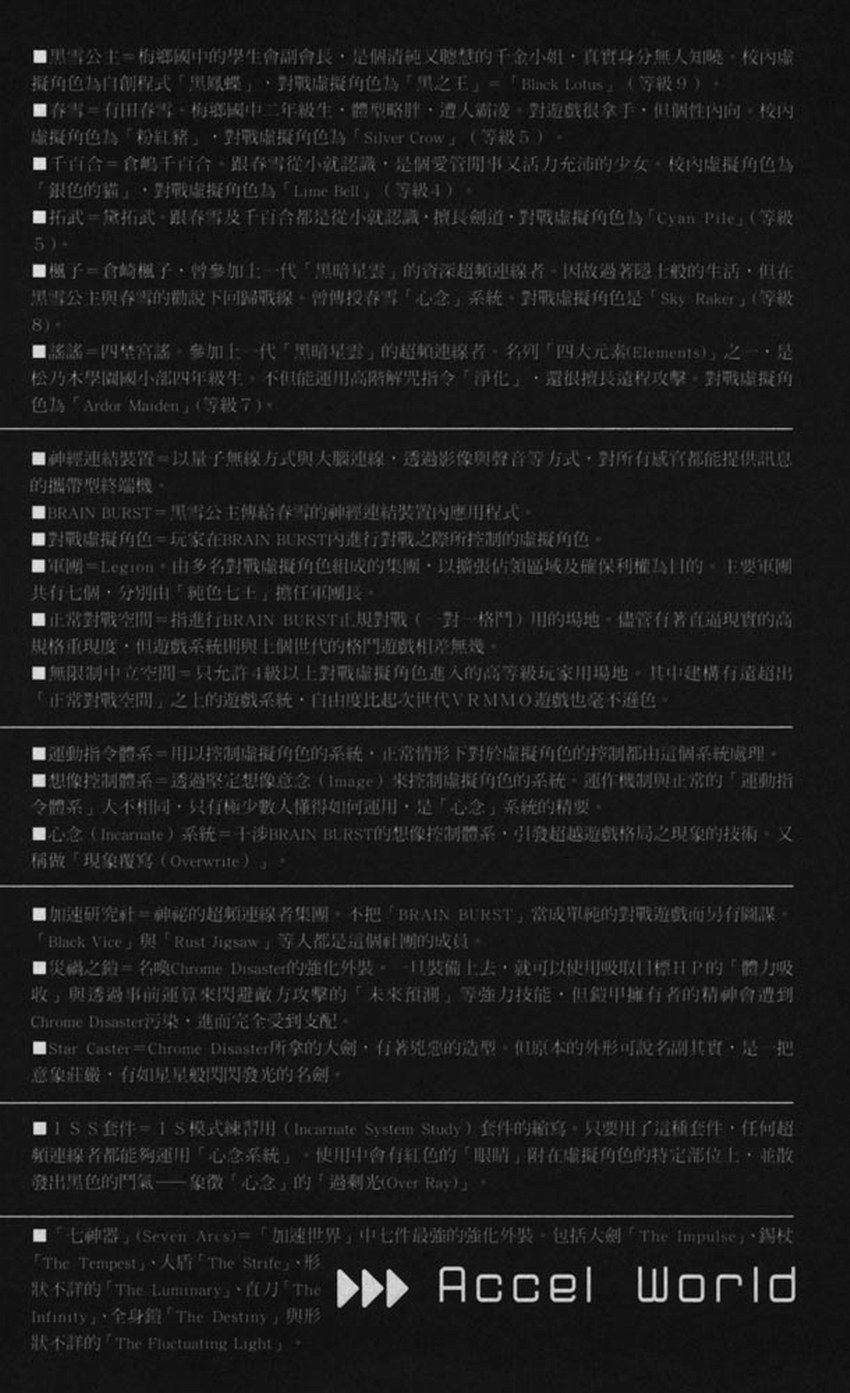 ■黑雪公主＝梅鄉國中的學生會副會長，是個清純又聰慧的千金小姐，真實身分無人知曉。校內虛
擬角色為自創程式「黑鳳蝶」，對戰虛擬角色為「黑之王」＝「Black Lotus」（等級9）。
■春雪＝有田春雪。梅鄉國中二年級生，體型略胖，遭人霸凌。對遊戲很拿手，但個性內向。校內
虛擬角色為「粉紅豬」，對戰虛擬角色為「Silver Crow」（等級5）。
■千百合＝倉嶋千百合。跟春雪從小就認識，是個愛管閒事又活力充沛的少女。校內虛擬角色為
「銀色的貓」，對戰虛擬角色為「Lime Bell」（等級4）。
■拓武＝黛拓武。跟春雪及千百合都是從小就認識，擅長劍道，對戰虛擬角色為「Cyan Pile」（等級
5）。
■楓子＝倉崎楓子，曾參加上一代「黑暗星雲」的資深超頻連線者。因故過著隱士般的生活，但在
黑雪公主與春雪的勸說下回歸戰線。曾傳授春雪「心念」系統。對戰虛擬角色是「Sky Raker」（等級
8）。
■謠謠＝四埜宮謠。參加上一代「黑暗星雲」的超頻連線者。名列「四大元素(Elements)」之一，是
松乃木學園國小部四年級生。不但能運用高階解咒指令「淨化」，還很擅長遠程攻擊。對戰虛擬角
色為「Ardor Maiden」（等級7）。
■神經連結裝置＝以量子無線方式與大腦連線，透過影像與聲音等方式，對所有感官都能提供訊息
的攜帶型終端機。
■BRAIN BURST＝黑雪公主傳給春雪的神經連結裝置內應用程式。
■對戰虛擬角色＝玩家在BRAIN BURST內進行對戰之際所控制的虛擬角色。
■軍團＝Legion。由多名對戰虛擬角色組成的集團，以擴張佔領區域及確保利權為目的。主要軍團
共有七個，分別由「純色七王」擔任軍團長。
■正常對戰空間＝指進行BRAIN BURST正規對戰（一對一格鬥）用的場地。儘管有著直逼現實的高
規格重現度，但遊戲系統則與上個世代的格鬥遊戲相差無幾。
■無限制中立空間＝只允許4級以上對戰虛擬角色進入的高等級玩家用場地。其中建構有遠超出
「正常對戰空間」之上的遊戲系統，自由度比起次世代VRMMO遊戲也毫不遜色。
■運動指令體系＝用以控制虛擬角色的系統，正常情形下對於虛擬角色的控制都由這個系統處理。
■想像控制體系＝透過堅定想像意念（Image）來控制虛擬角色的系統。運作機制與正常的「運動指
令體系」大不相同，只有極少數人懂得如何運用，是「心念」系統的精要。
■心念（Incarnate）系統＝干涉BRAIN BURST的想像控制體系，引發超越遊戲格局之現象的技術。又
稱做「現象覆寫（Overwrite）」。
■加速研究社＝神祕的超頻連線者集團。不把「BRAIN BURST」當成單純的對戰遊戲而另有圖謀。
「Black Vice」與「Rust Jigsaw」等人都是這個社團的成員。
■災禍之鎧＝名喚Chrome Disaster的強化外裝。一旦裝備上去，就可以使用吸取目標HP的「體力吸
收」與透過事前運算來閃避敵方攻擊的「未來預測」等強力技能，但鎧甲擁有者的精神會遭到
Chrome Disaster污染，進而完全受到支配。
■Star Caster＝Chrome Disaster所拿的大劍，有著兇惡的造型。但原本的外形可說名副其實，是一把
意象莊嚴，有如星星般閃閃發光的名劍。
■ISS套件＝IS模式練習用（Incarnate System Study）套件的縮寫。只要用了這種套件，任何超
頻連線者都能夠運用「心念系統」。使用中會有紅色的「眼睛」附在虛擬角色的特定部位上，並散
發出黑色的鬥氣——象徵「心念」的「過剩光(Over Ray)」。
■「七神器」(Seven Arcs)＝「加速世界」中七件最強的強化外裝。包括大劍「The Impulse」、錫杖
「The Tempest」、大盾「The Strife」、形
狀不詳的「The Luminary」、直刀「The
Infinity」、全身鎧「The Destiny」與形
狀不詳的「The Fluctuating Light」。
Accel World